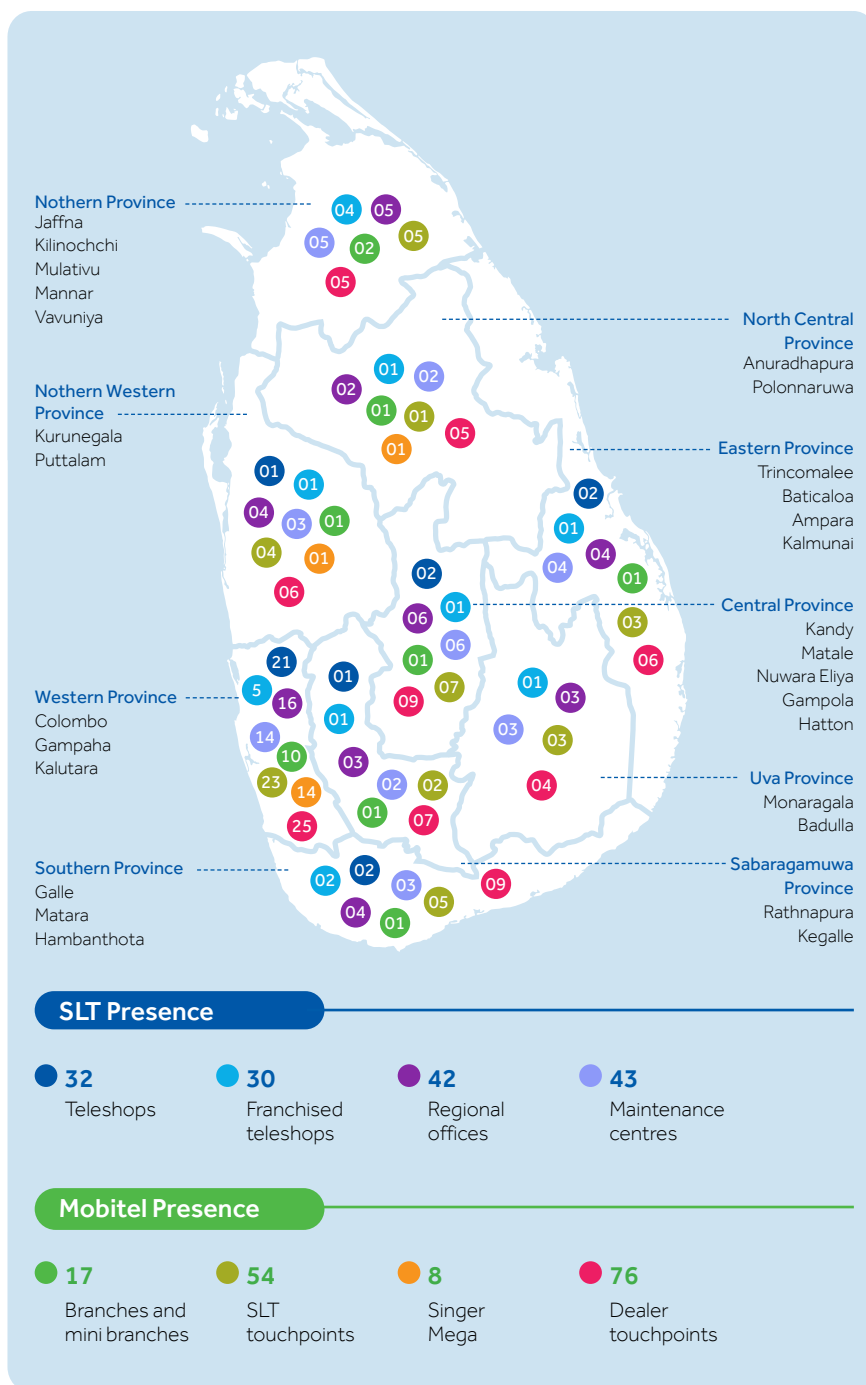 Nothern Province
Jaffna
Kilinochchi
Mulativu
Mannar
Vavuniya
04 05
05 02 05
05
North Central
Province
Anuradhapura
Polonnaruwa
01 02
02
01 01 05
01
Nothern Western
Province
Kurunegala
Puttalam
01 01
04 03 01
04 01
06
Eastern Province
Trincomalee
Baticaloa
Ampara
Kalmunai
02
01
04 04 01
03
06
Central Province
Kandy
Matale
Nuwara Eliya
Gampola
Hatton
02
06 01
01 06
09 07
Western Province
Colombo
Gampaha
Kalutara
21
5 16
14 10
23 14
25
01
01
03
02 02
01 07
01 03
03 03
04
Uva Province
Monaragala
Badulla
Southern Province
Galle
Matara
Hambanthota
02 02 03 09
04 01 05
Sabaragamuwa
Province
Rathnapura
Kegalle
SLT Presence
32
Teleshops
30
Franchised
teleshops
42
Regional
offices
43
Maintenance
centres
Mobitel Presence
17
Branches and
mini branches
54
SLT
touchpoints
8
Singer
Mega
76
Dealer
touchpoints